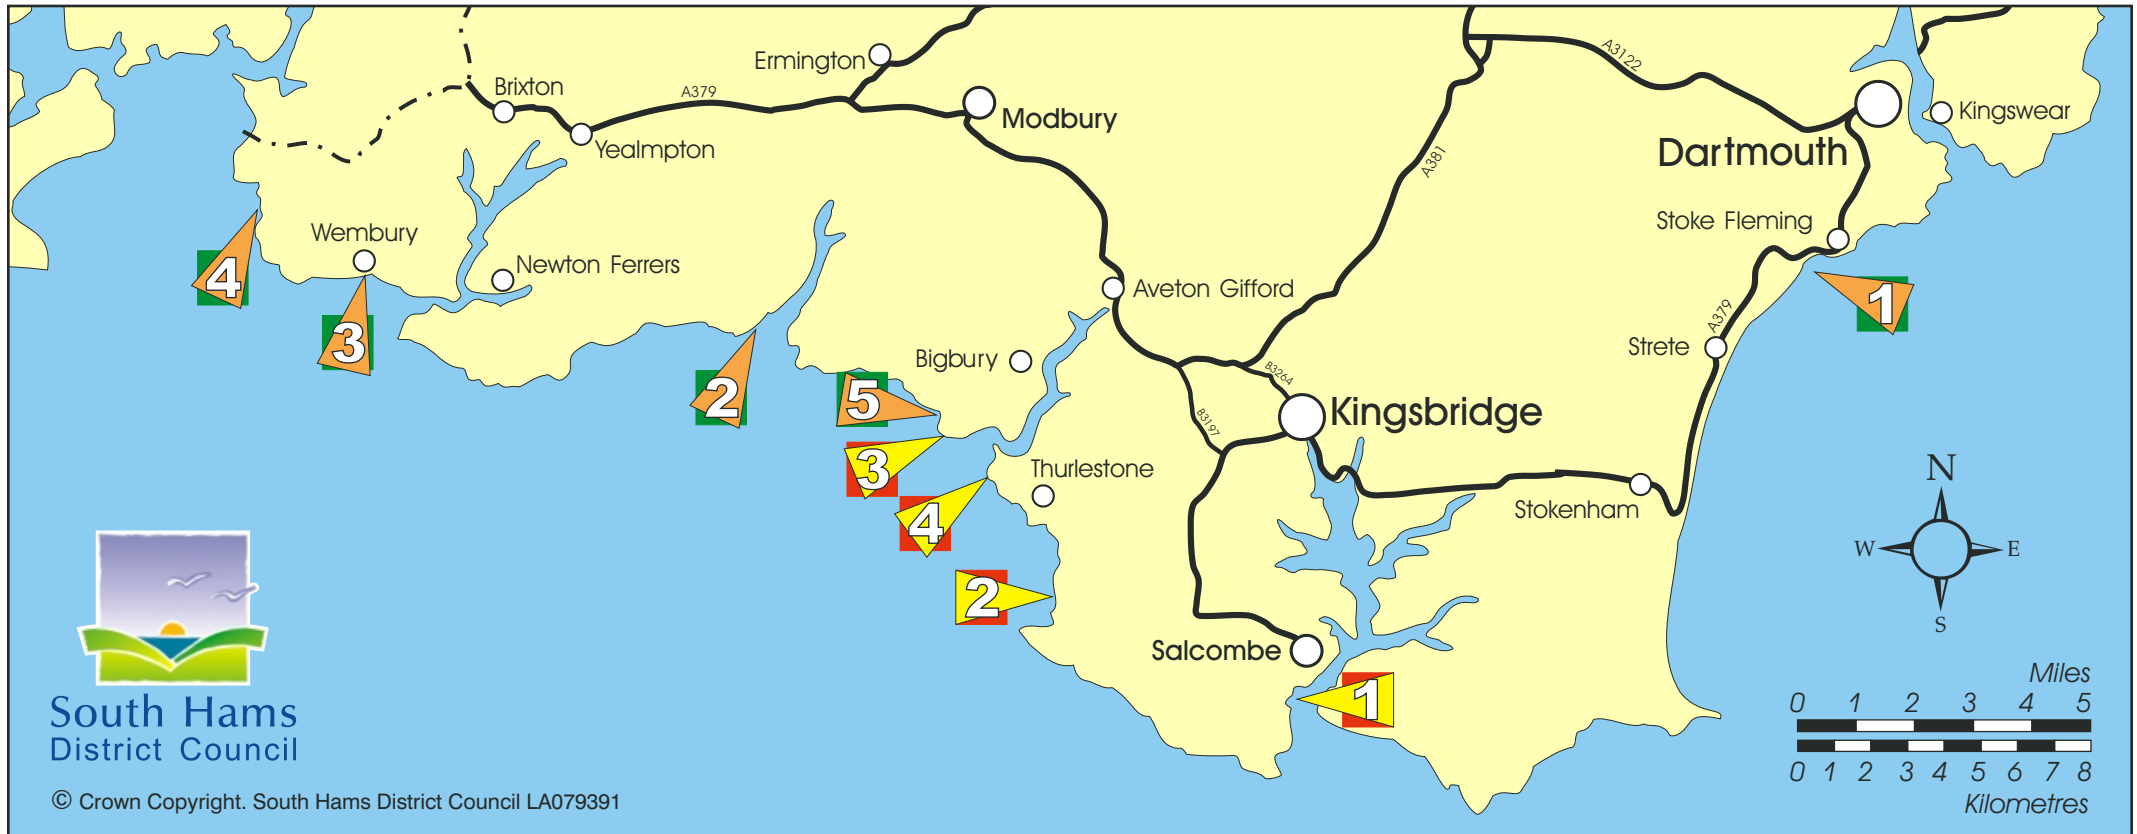 Ermington
A3122
Brixton
A379
Modbury
Kingswear
Yealmpton
Dartmouth
A381
Stoke Fleming
Wembury
Newton Ferrers
4
Aveton Gifford
1
3
A379
Strete
Bigbury
B3264
2
5
Kingsbridge
B3197
3
Thurlestone
N
4
Stokenham
W
E
2
S
Salcombe
1
South Hams
District Council
Miles
0 1 2 3 4 5
0 1 2 3 4 5 6 7 8
Kilometres
© Crown Copyright. South Hams District Council LA079391